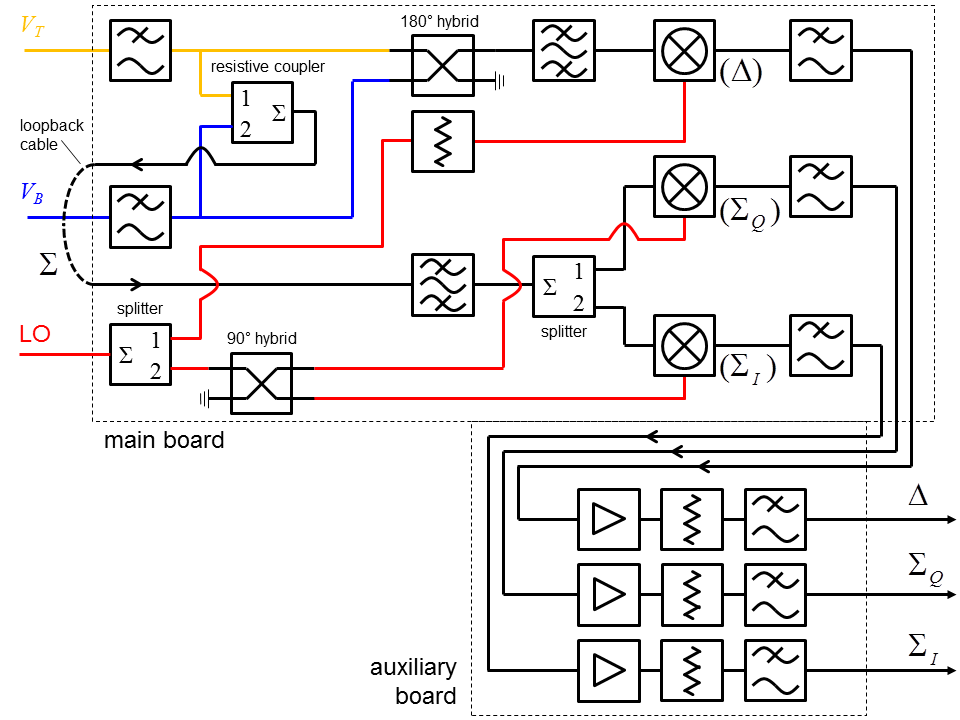 V_T
180° hybrid
resistive coupler
1
Σ
2
(Δ)
loopback
cable
V_B
(Σ_Q)
Σ
1
Σ
2
splitter
splitter
LO
1
Σ
2
90° hybrid
(Σ_I)
main board
Δ
Σ_Q
Σ_I
auxiliary
board